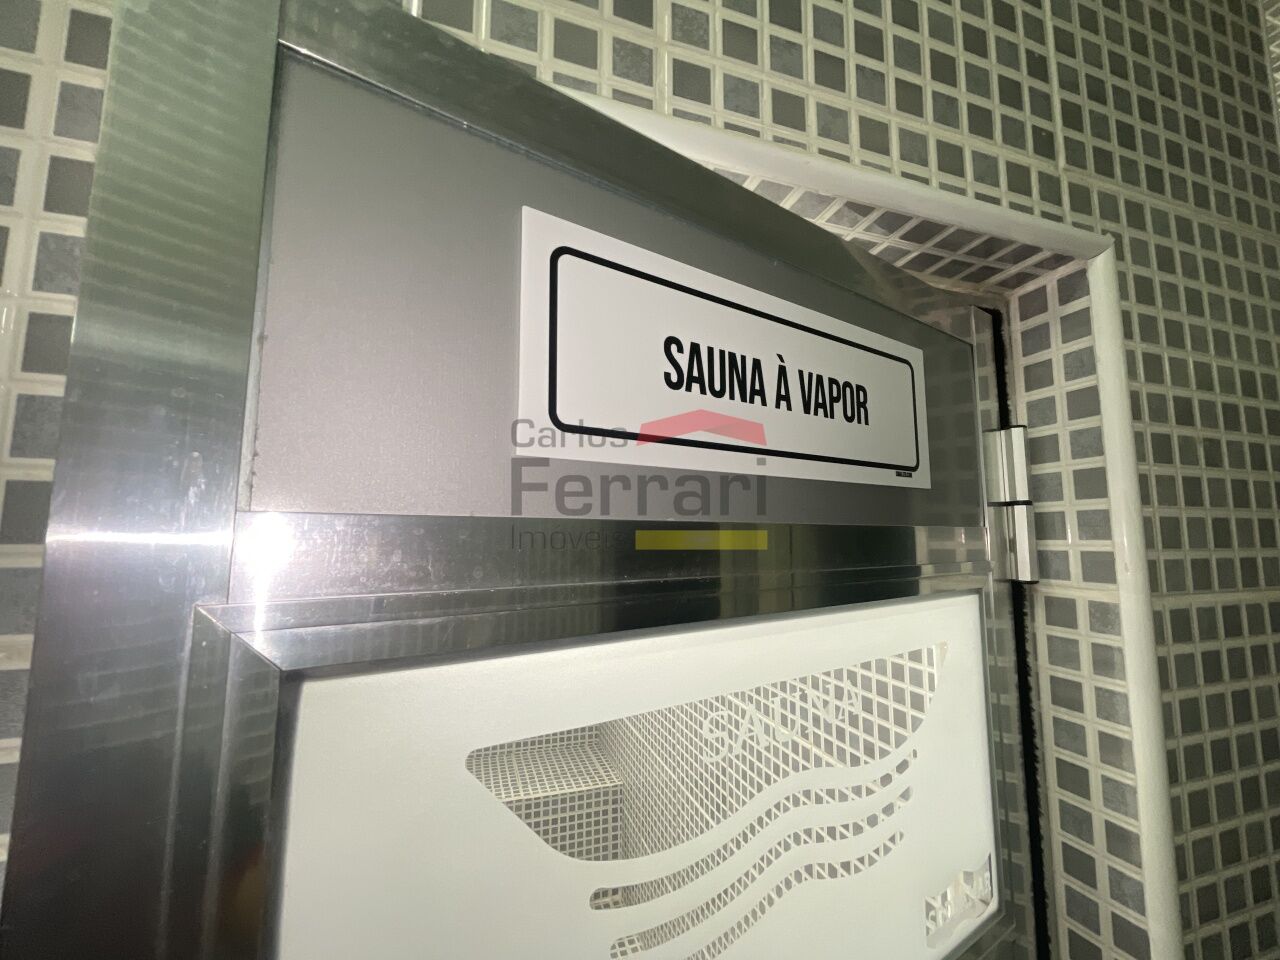 SAUNA À VAPOR
Carlos
Ferrari
Imóveis
SAUNA